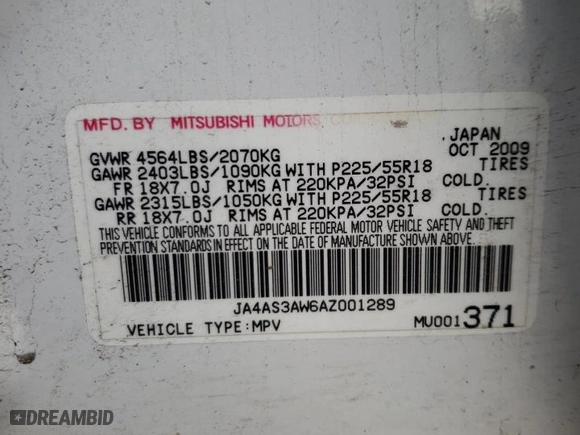 MFD. BY MITSUBISHI MOTORS
JAPAN
OCT 2009
GVWR 4564LBS/2070KG
GAWR 2403LBS/1090KG WITH P225/55R18 TIRES
FR 18X7.0J RIMS AT 220KPA/32PSI COLD.
GAWR 2315LBS/1050KG WITH P225/55R18 TIRES
RR 18X7.0J RIMS AT 220KPA/32PSI COLD.
THIS VEHICLE CONFORMS TO ALL APPLICABLE FEDERAL MOTOR VEHICLE SAFETY AND THEFT
PREVENTION STANDARDS IN EFFECT ON THE DATE OF MANUFACTURE SHOWN ABOVE.
JA4AS3AW6AZ001289
VEHICLE TYPE:MPV
MU001371
DREAMBID